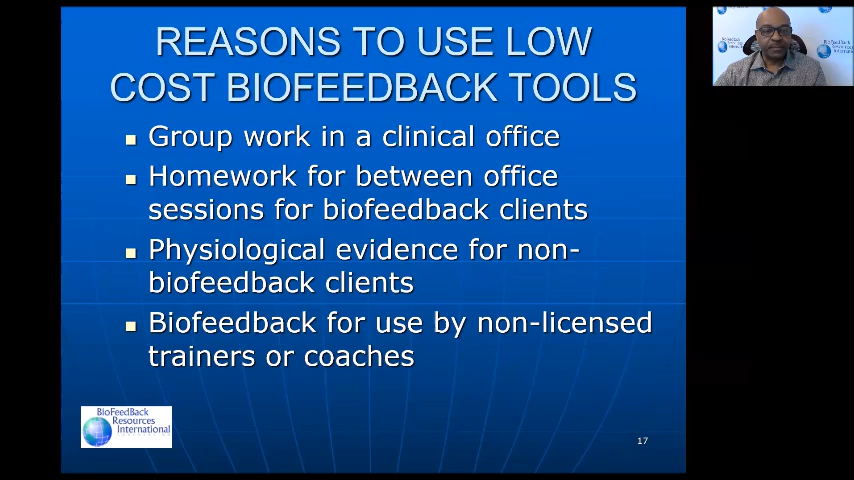 REASONS TO USE LOW
COST BIOFEEDBACK TOOLS
Group work in a clinical office
Homework for between office
sessions for biofeedback clients
Physiological evidence for non-
biofeedback clients
Biofeedback for use by non-licensed
trainers or coaches
BioFeedBack
Resources
International
17